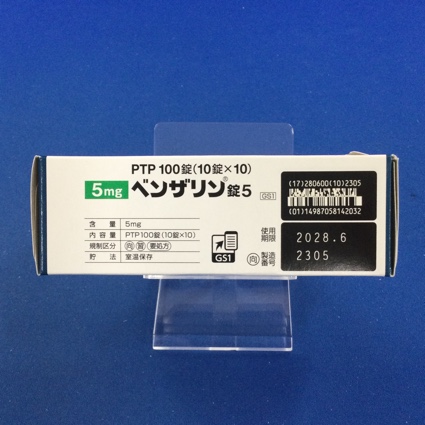 PTP 100錠(10錠×10)
5mg ベンザリン®錠5 GS1
含量 5mg
内容量 PTP100錠(10錠×10)
規制区分 向 習 要処方
貯法 室温保存
GS1
(17)280600(10)2305
(01)14987058142032
使用期限 2028.6
向 製造番号 2305